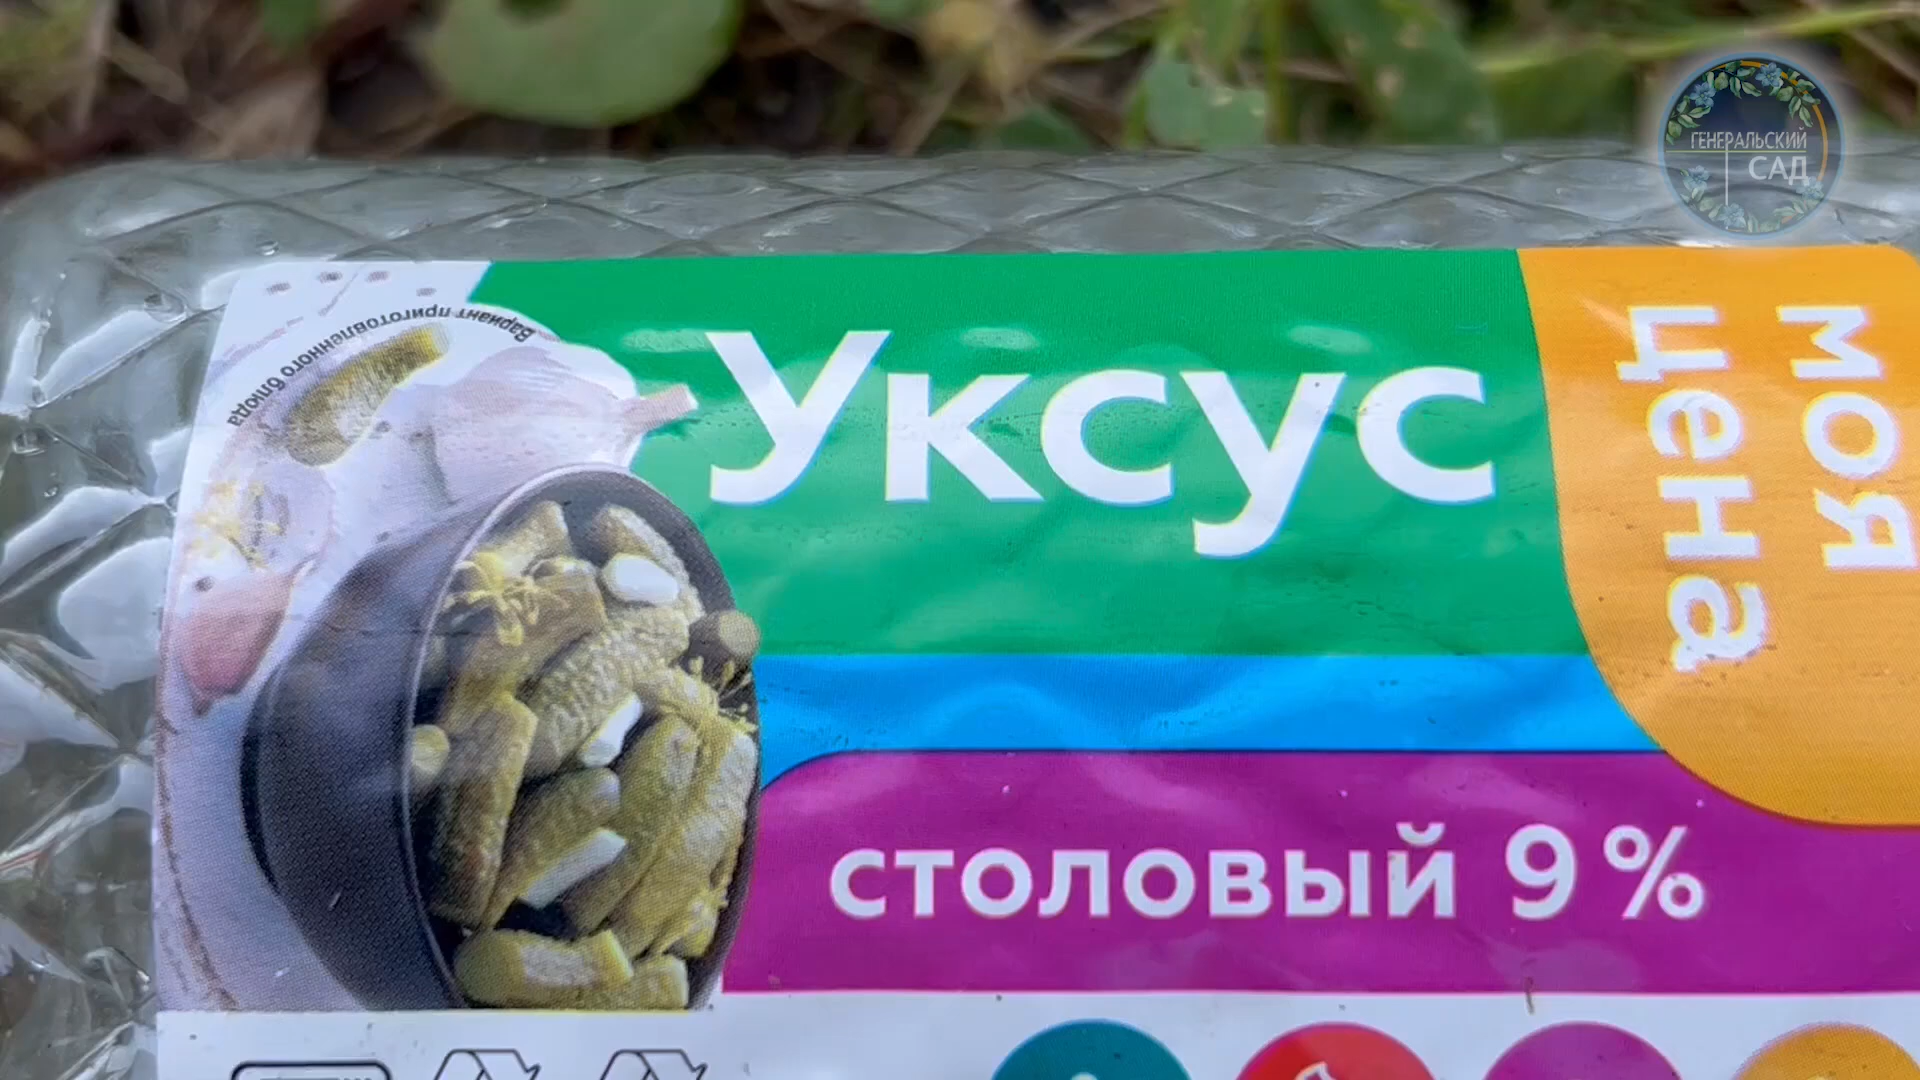 ГЕНЕРАЛЬСКИЙ
САД
Вариант приготовленного блюда
Уксус
моя
цена
столовый 9%